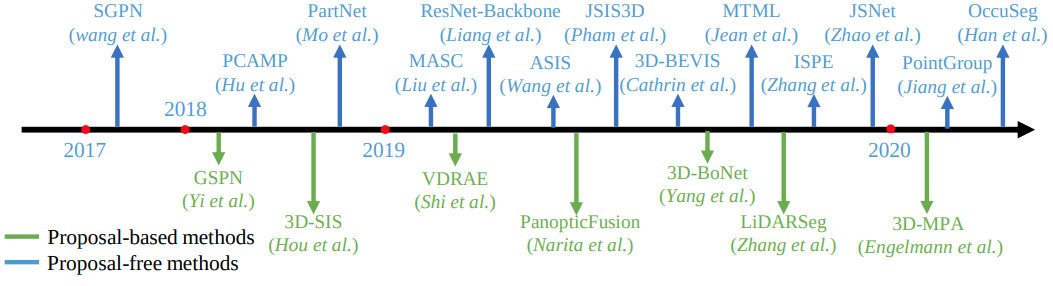 SGPN
(wang et al.)
PartNet
(Mo et al.)
ResNet-Backbone
(Liang et al.)
JSIS3D
(Pham et al.)
MTML
(Jean et al.)
JSNet
(Zhao et al.)
OccuSeg
(Han et al.)
PCAMP
(Hu et al.)
MASC
(Liu et al.)
ASIS
(Wang et al.)
3D-BEVIS
(Cathrin et al.)
ISPE
(Zhang et al.)
PointGroup
(Jiang et al.)
2017
2018
2019
2020
GSPN
(Yi et al.)
3D-SIS
(Hou et al.)
VDRAE
(Shi et al.)
PanopticFusion
(Narita et al.)
3D-BoNet
(Yang et al.)
LiDARSeg
(Zhang et al.)
3D-MPA
(Engelmann et al.)
Proposal-based methods
Proposal-free methods